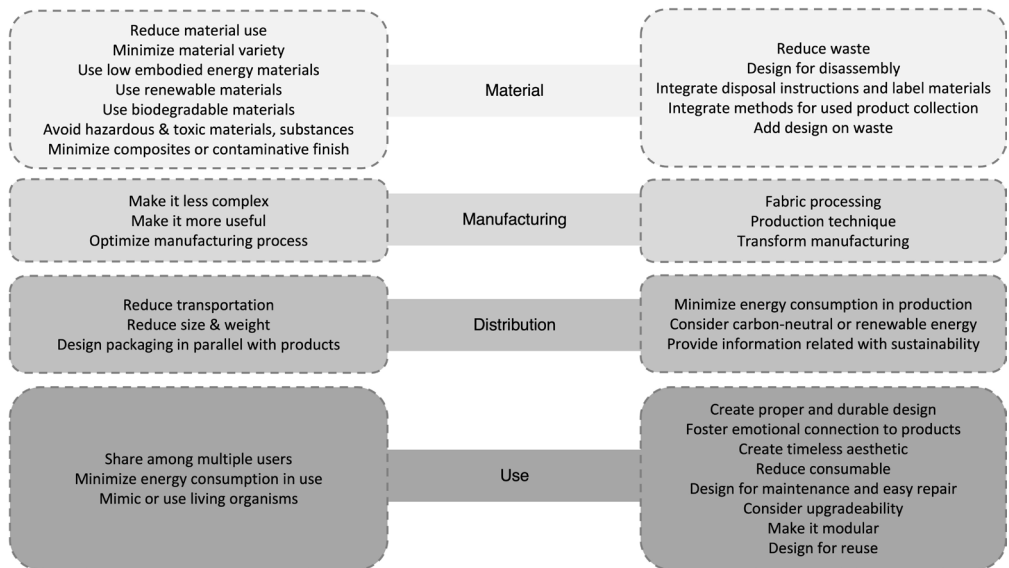 Reduce material use
Minimize material variety
Use low embodied energy materials
Use renewable materials
Use biodegradable materials
Avoid hazardous & toxic materials, substances
Minimize composites or contaminative finish
Material
Reduce waste
Design for disassembly
Integrate disposal instructions and label materials
Integrate methods for used product collection
Add design on waste
Make it less complex
Make it more useful
Optimize manufacturing process
Manufacturing
Fabric processing
Production technique
Transform manufacturing
Reduce transportation
Reduce size & weight
Design packaging in parallel with products
Distribution
Minimize energy consumption in production
Consider carbon-neutral or renewable energy
Provide information related with sustainability
Share among multiple users
Minimize energy consumption in use
Mimic or use living organisms
Use
Create proper and durable design
Foster emotional connection to products
Create timeless aesthetic
Reduce consumable
Design for maintenance and easy repair
Consider upgradeability
Make it modular
Design for reuse